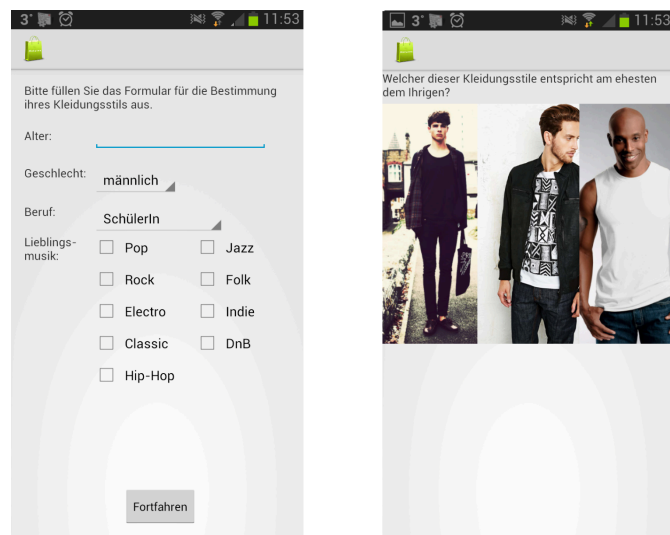 3°
11:53
Bitte füllen Sie das Formular für die Bestimmung
ihres Kleidungsstils aus.
Alter:
Geschlecht: männlich
Beruf: SchülerIn
Lieblings-
musik:
Pop Jazz
Rock Folk
Electro Indie
Classic DnB
Hip-Hop
Fortfahren
3°
11:53
Welcher dieser Kleidungsstile entspricht am ehesten
dem Ihrigen?